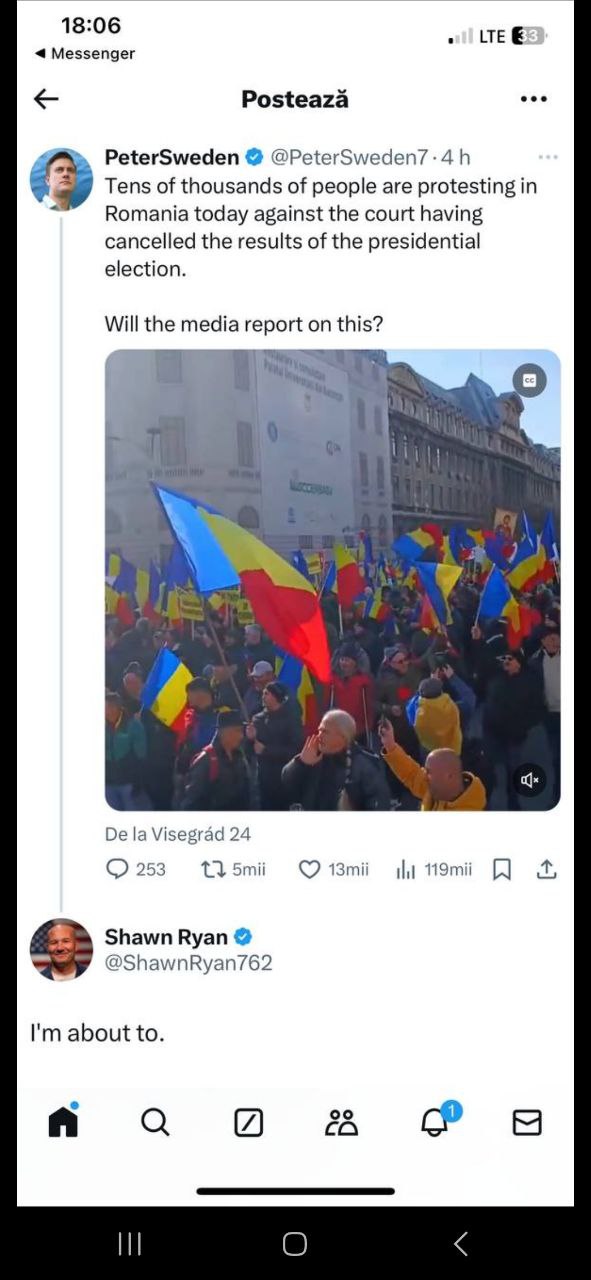 18:06
LTE 33
◄ Messenger
Postează
PeterSweden @PeterSweden7 · 4 h
Tens of thousands of people are protesting in
Romania today against the court having
cancelled the results of the presidential
election.
Will the media report on this?
cc
De la Visegrád 24
253 5mii 13mii 119mii
Shawn Ryan
@ShawnRyan762
I'm about to.
1